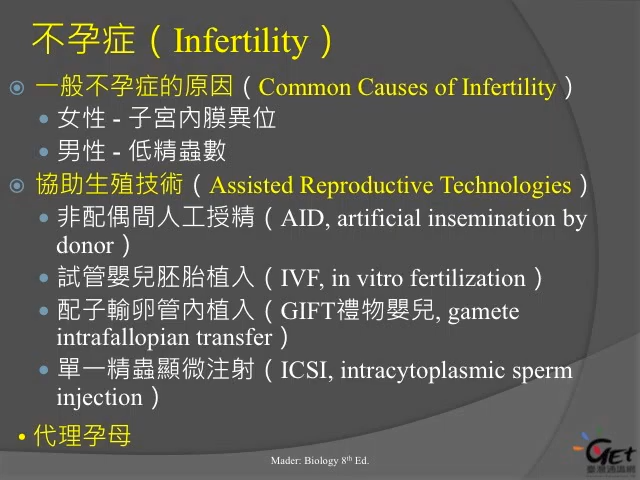 不孕症（Infertility）
一般不孕症的原因（Common Causes of Infertility）
女性 - 子宮內膜異位
男性 - 低精蟲數
協助生殖技術（Assisted Reproductive Technologies）
非配偶間人工授精（AID, artificial insemination by
donor）
試管嬰兒胚胎植入（IVF, in vitro fertilization）
配子輸卵管內植入（GIFT禮物嬰兒, gamete
intrafallopian transfer）
單一精蟲顯微注射（ICSI, intracytoplasmic sperm
injection）
• 代理孕母
Mader: Biology 8th Ed.
GET
臺灣通識網